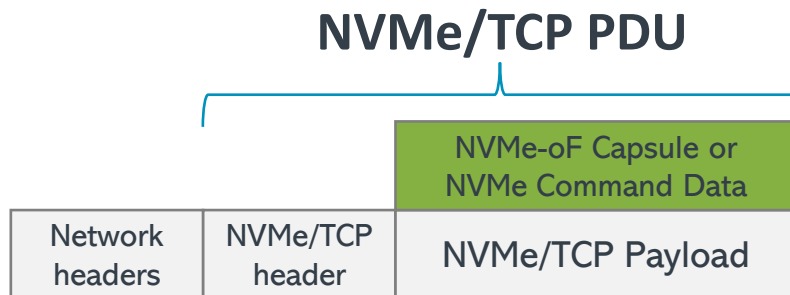 NVMe/TCP PDU
NVMe-oF Capsule or
NVMe Command Data
Network
headers
NVMe/TCP
header
NVMe/TCP Payload